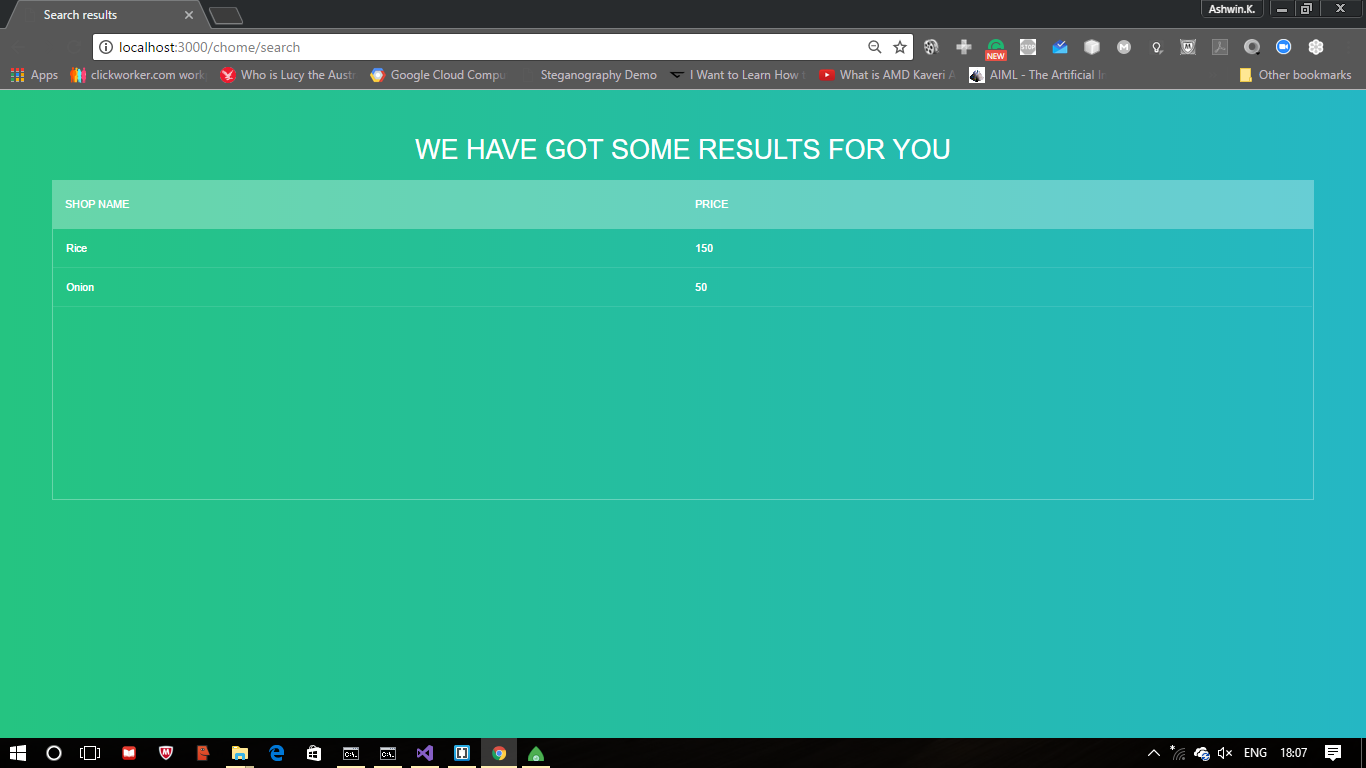 Search results
Ashwin.K.
localhost:3000/chome/search
NEW
STOP
Apps
clickworker.com work
Who is Lucy the Austr
Google Cloud Compu
Steganography Demo
I Want to Learn How t
What is AMD Kaveri A
AIML - The Artificial In
Other bookmarks
WE HAVE GOT SOME RESULTS FOR YOU
SHOP NAME PRICE
Rice 150
Onion 50
ENG 18:07